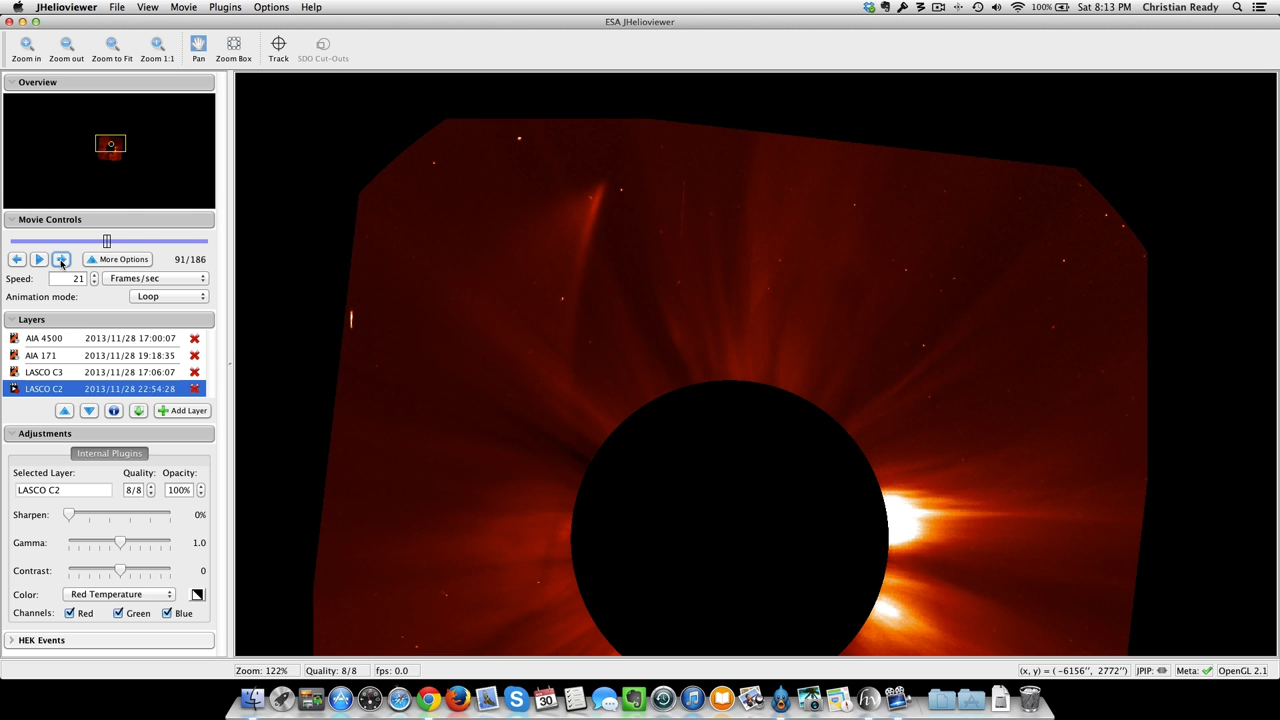 JHelioviewer File View Movie Plugins Options Help 100% Sat 8:13 PM Christian Ready
ESA JHelioviewer
Zoom in Zoom out Zoom to Fit Zoom 1:1 Pan Zoom Box Track SDO Cut-Outs
Overview
Movie Controls
More Options 91/186
Speed: 21 Frames/sec
Animation mode: Loop
Layers
AIA 4500 2013/11/28 17:00:07
AIA 171 2013/11/28 19:18:35
LASCO C3 2013/11/28 17:06:07
LASCO C2 2013/11/28 22:54:28
Add Layer
Adjustments
Internal Plugins
Selected Layer: Quality: Opacity:
LASCO C2 8/8 100%
Sharpen: 0%
Gamma: 1.0
Contrast: 0
Color: Red Temperature
Channels: Red Green Blue
HEK Events
Zoom: 122% Quality: 8/8 fps: 0.0 (x, y) = ( -6156′′, 2772′′) JPIP: Meta: OpenGL 2.1
30
hv